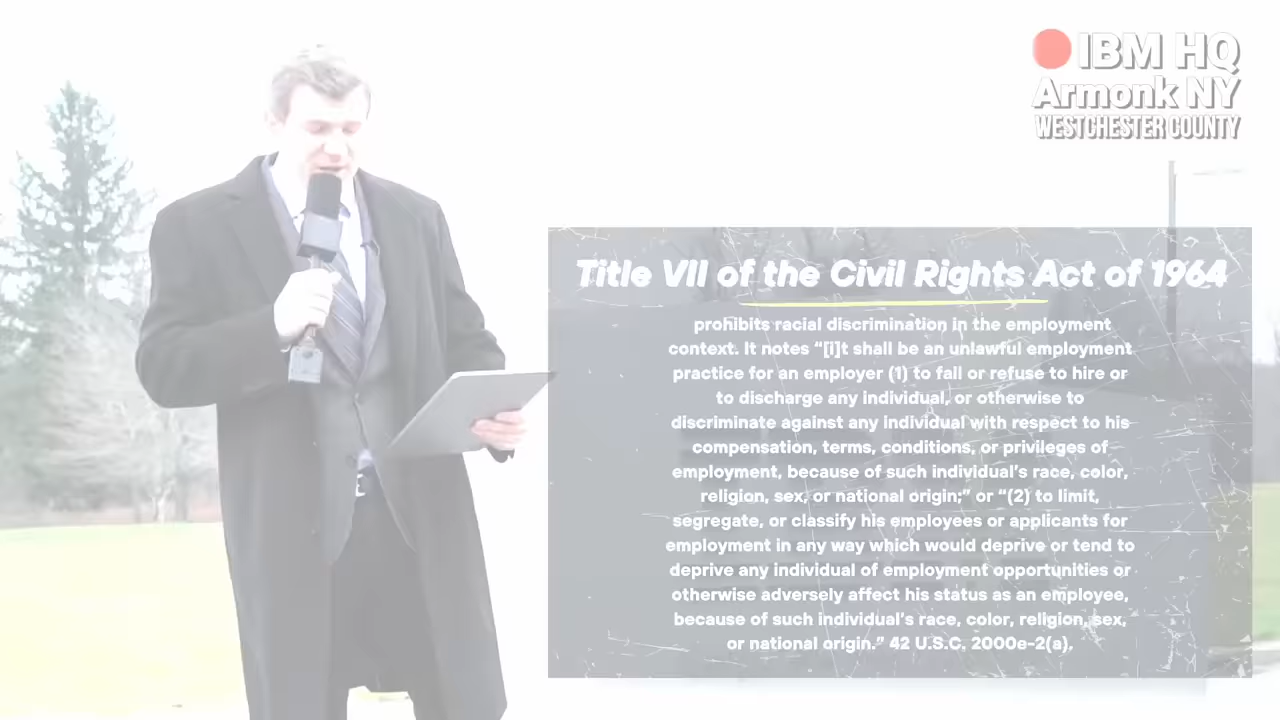 IBM HQ
Armonk NY
WESTCHESTER COUNTY
Title VII of the Civil Rights Act of 1964
prohibits racial discrimination in the employment
context. It notes “[i]t shall be an unlawful employment
practice for an employer (1) to fall or refuse to hire or
to discharge any individual, or otherwise to
discriminate against any individual with respect to his
compensation, terms, conditions, or privileges of
employment, because of such individual’s race, color,
religion, sex, or national origin;” or “(2) to limit,
segregate, or classify his employees or applicants for
employment in any way which would deprive or tend to
deprive any individual of employment opportunities or
otherwise adversely affect his status as an employee,
because of such individual’s race, color, religion, sex,
or national origin.” 42 U.S.C. 2000e-2(a).